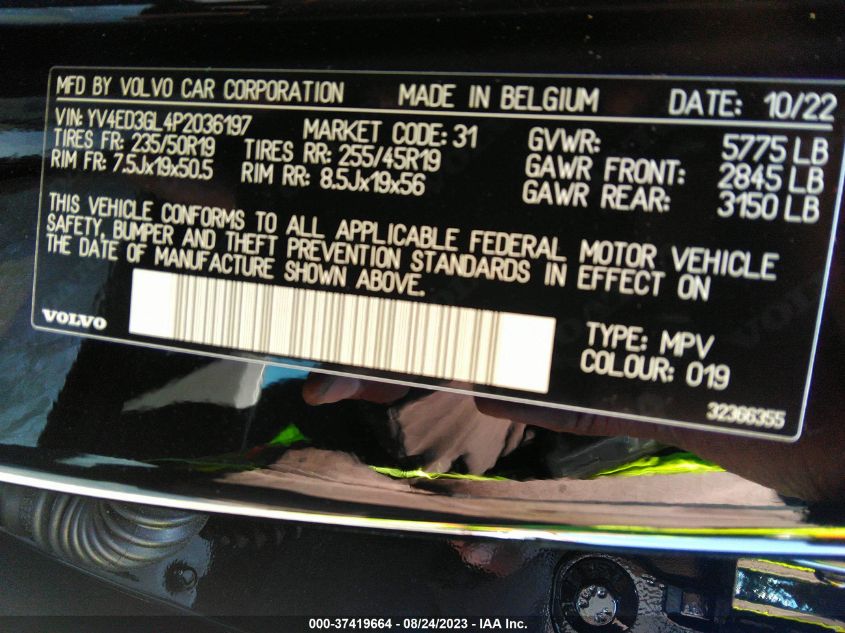 MFD BY VOLVO CAR CORPORATION MADE IN BELGIUM DATE: 10/22
VIN: YV4ED3GL4P2036197 MARKET CODE: 31 GVWR: 5775 LB
TIRES FR: 235/50R19 TIRES RR: 255/45R19 GAWR FRONT: 2845 LB
RIM FR: 7.5Jx19x50.5 RIM RR: 8.5Jx19x56 GAWR REAR: 3150 LB
THIS VEHICLE CONFORMS TO ALL APPLICABLE FEDERAL MOTOR VEHICLE
SAFETY, BUMPER AND THEFT PREVENTION STANDARDS IN EFFECT ON
THE DATE OF MANUFACTURE SHOWN ABOVE.
VOLVO
TYPE: MPV
COLOUR: 019
32366355
000-37419664 - 08/24/2023 - IAA Inc.